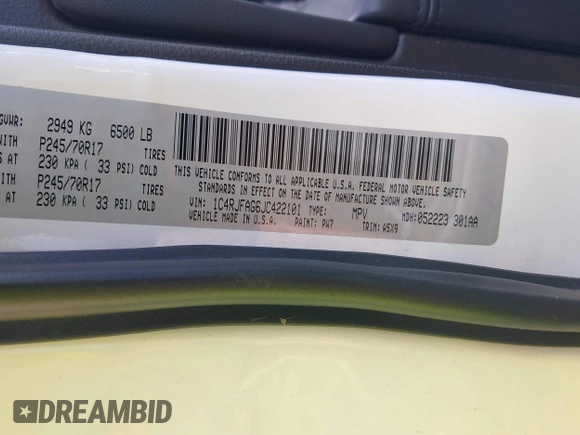 GVWR: 2949 KG 6500 LB
WITH P245/70R17 TIRES
S AT 230 KPA ( 33 PSI) COLD
WITH P245/70R17 TIRES
S AT 230 KPA ( 33 PSI) COLD
THIS VEHICLE CONFORMS TO ALL APPLICABLE U.S.A. FEDERAL MOTOR VEHICLE SAFETY
STANDARDS IN EFFECT ON THE DATE OF MANUFACTURE SHOWN ABOVE.
VIN: 1C4RJFAG6JC422101 TYPE: MPV MDH:052223 301AA
VEHICLE MADE IN U.S.A. PAINT: PW7 TRIM: A5X9
DREAMBID